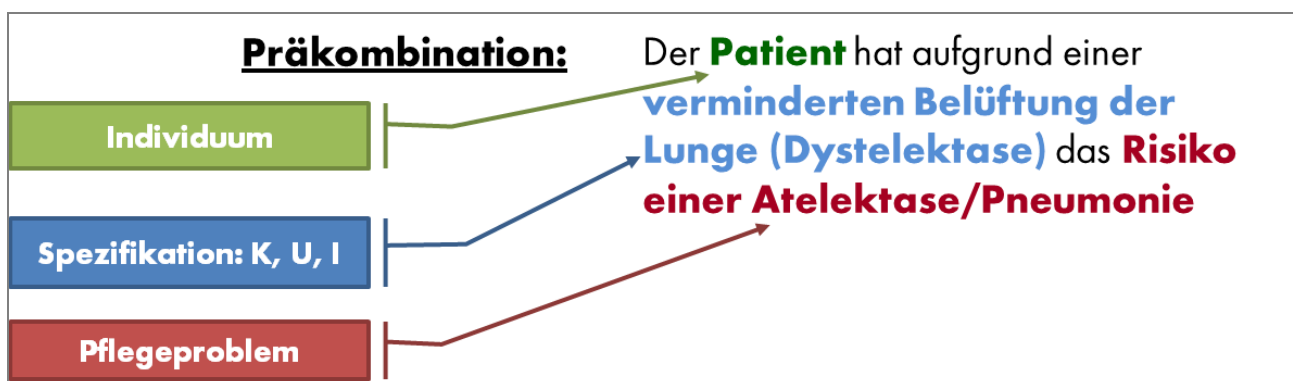 Präkombination:
Der Patient hat aufgrund einer
verminderten Belüftung der
Lunge (Dystelektase) das Risiko
einer Atelektase/Pneumonie
Individuum
Spezifikation: K, U, I
Pflegeproblem